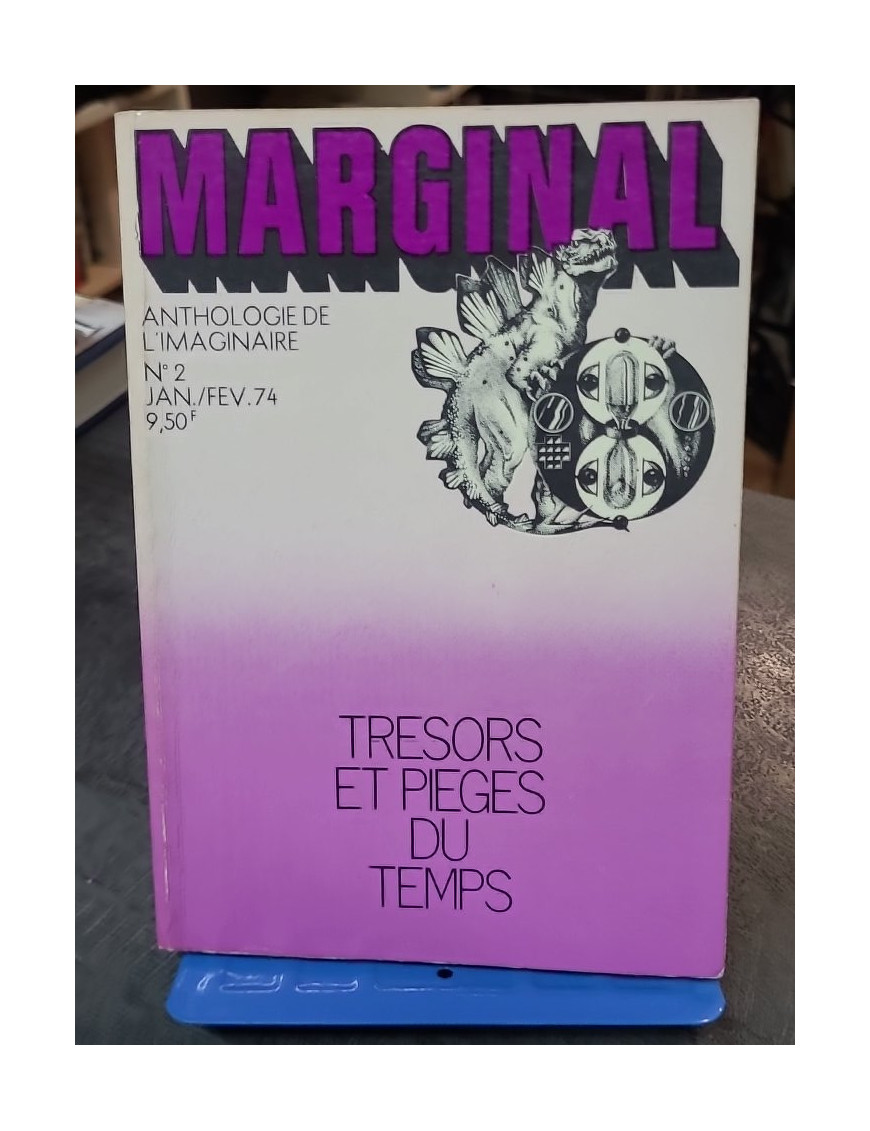 MARGINAL
ANTHOLOGIE DE
L'IMAGINAIRE
N° 2
JAN./FEV.74
9,50F
TRESORS
ET PIEGES
DU
TEMPS